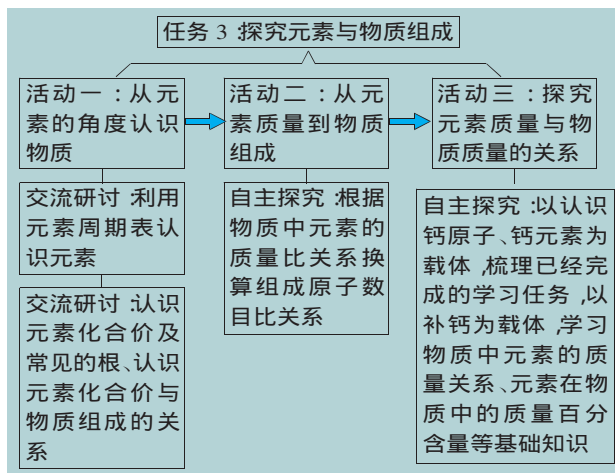 任务 3 :探究元素与物质组成
活动一：从元
素的角度认识
物质
活动二：从元
素质量到物质
组成
活动三：探究
元素质量与物
质质量的关系
交流研讨:利用
元素周期表认
识元素
自主探究：根据
物质中元素的
质量比关系换
算组成原子数
目比关系
自主探究：以认识
钙原子、钙元素为
载体,梳理已经完
成的学习任务,以
补钙为载体,学习
物质中元素的质
量关系、元素在物
质中的质量百分
含量等基础知识
交流研讨:认识
元素化合价及
常见的根、认识
元素化合价与
物质组成的关
系